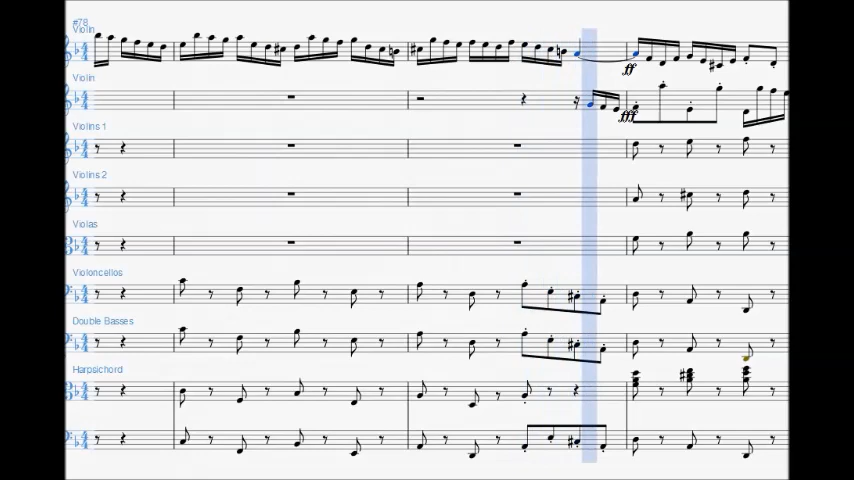 #78
Violin
ff
Violin
fff
Violins 1
Violins 2
Violas
Violoncellos
Double Basses
Harpsichord